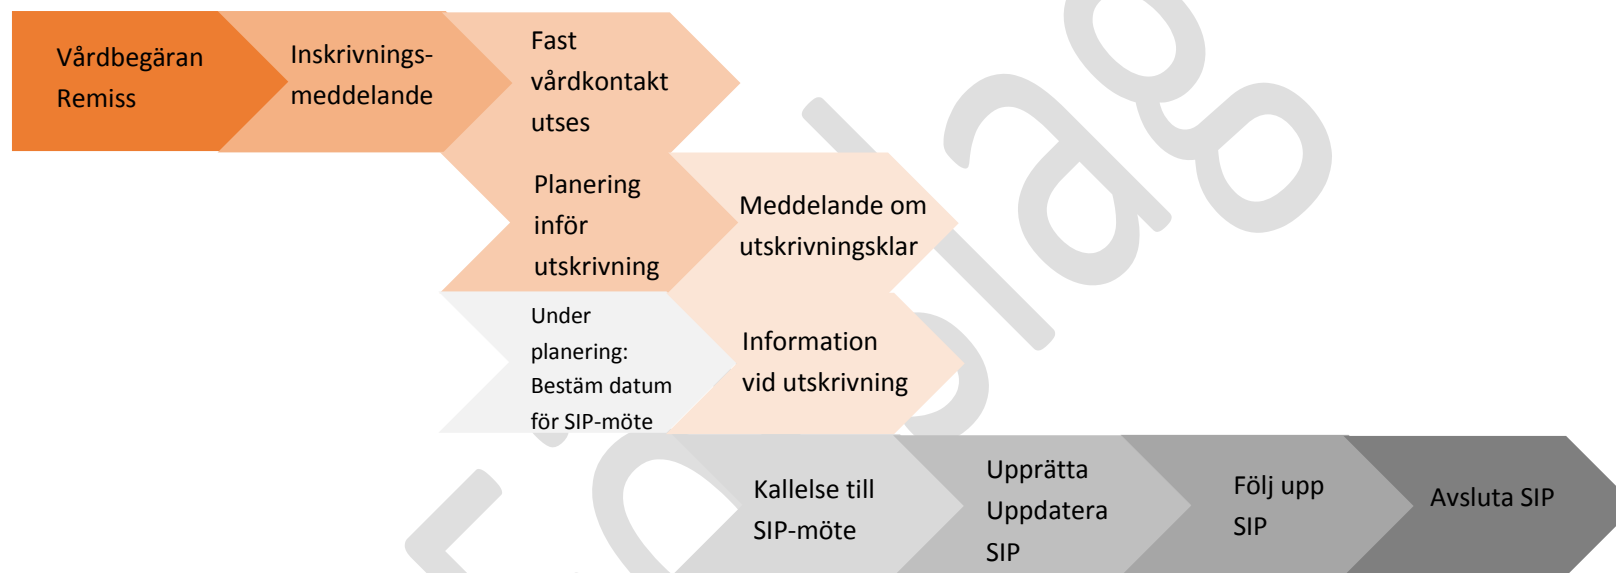 Vårdbegäran
Remiss
Inskrivnings-
meddelande
Fast
vårdkontakt
utses
Planering
inför
utskrivning
Meddelande om
utskrivningsklar
Under
planering:
Bestäm datum
för SIP-möte
Information
vid utskrivning
Kallelse till
SIP-möte
Upprätta
Uppdatera
SIP
Följ upp
SIP
Avsluta SIP